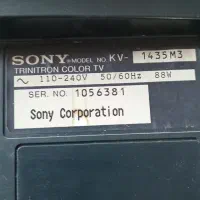 SONY ®MODEL NO. KV-1435M3
TRINITRON COLOR TV
~ 110-240V 50/60Hz 88W
SER. NO. 1056381
Sony Corporation